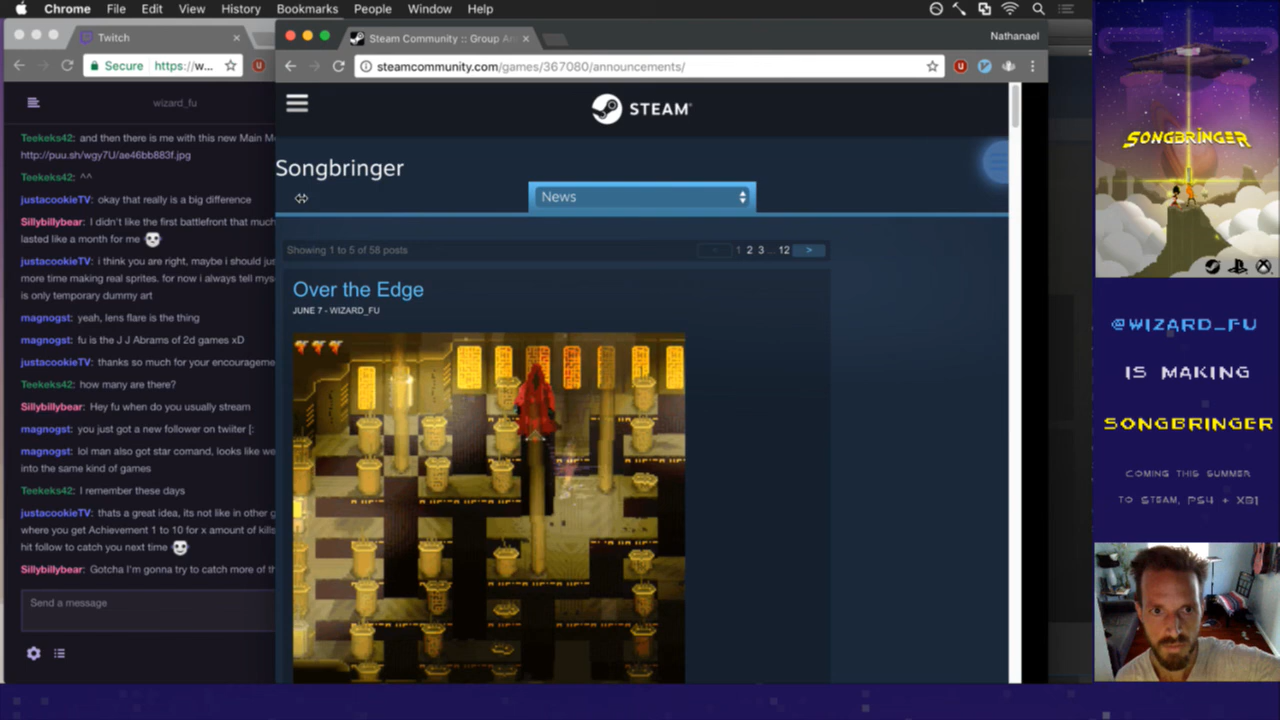 Chrome File Edit View History Bookmarks People Window Help
Twitch
Steam Community :: Group An
Nathanael
Secure https://w...
steamcommunity.com/games/367080/announcements/
wizard_fu
STEAM
Songbringer
News
Teekeks42: and then there is me with this new Main M
http://puu.sh/wgy7U/ae46bb883f.jpg
Teekeks42: ^^
justacookieTV: okay that really is a big difference
Sillybillybear: I didn't like the first battlefront that much
lasted like a month for me
justacookieTV: i think you are right, maybe i should jus
more time making real sprites. for now i always tell myse
is only temporary dummy art
magnogst: yeah, lens flare is the thing
magnogst: fu is the J J Abrams of 2d games xD
justacookieTV: thanks so much for your encourageme
Teekeks42: how many are there?
Sillybillybear: Hey fu when do you usually stream
magnogst: you just got a new follower on twiiter [:
magnogst: lol man also got star comand, looks like we
into the same kind of games
Teekeks42: I remember these days
justacookieTV: thats a great idea, its not like in other g
where you get Achievement 1 to 10 for x amount of kills
hit follow to catch you next time
Sillybillybear: Gotcha I'm gonna try to catch more of th
Send a message
Showing 1 to 5 of 58 posts
< 1 2 3 ... 12 >
Over the Edge
JUNE 7 - WIZARD_FU
SONGBRINGER
@WIZARD_FU
IS MAKING
SONGBRINGER
COMING THIS SUMMER
TO STEAM, PS4 + XB1